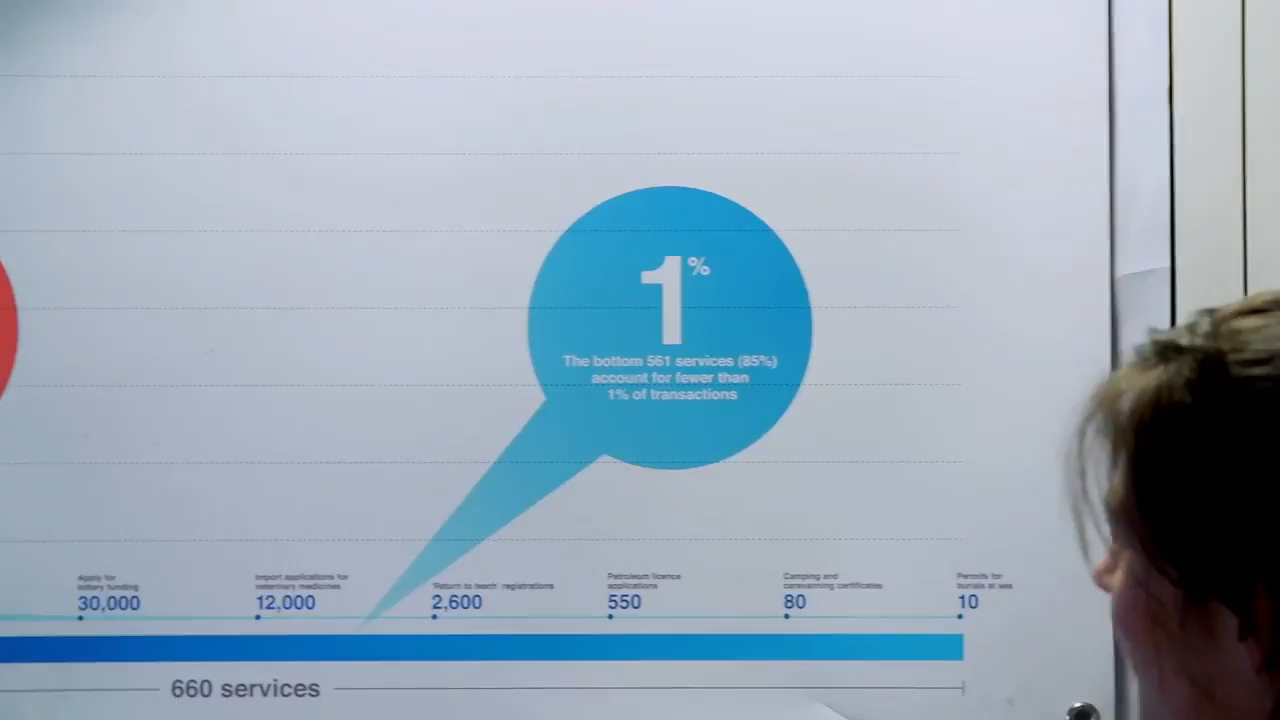 1%
The bottom 561 services (85%)
account for fewer than
1% of transactions
Apply for
lottery funding
30,000
Import applications for
veterinary medicines
12,000
'Return to teach' registrations
2,600
Petroleum licence
applications
550
Camping and
caravanning certificates
80
Permits for
burials at sea
10
660 services